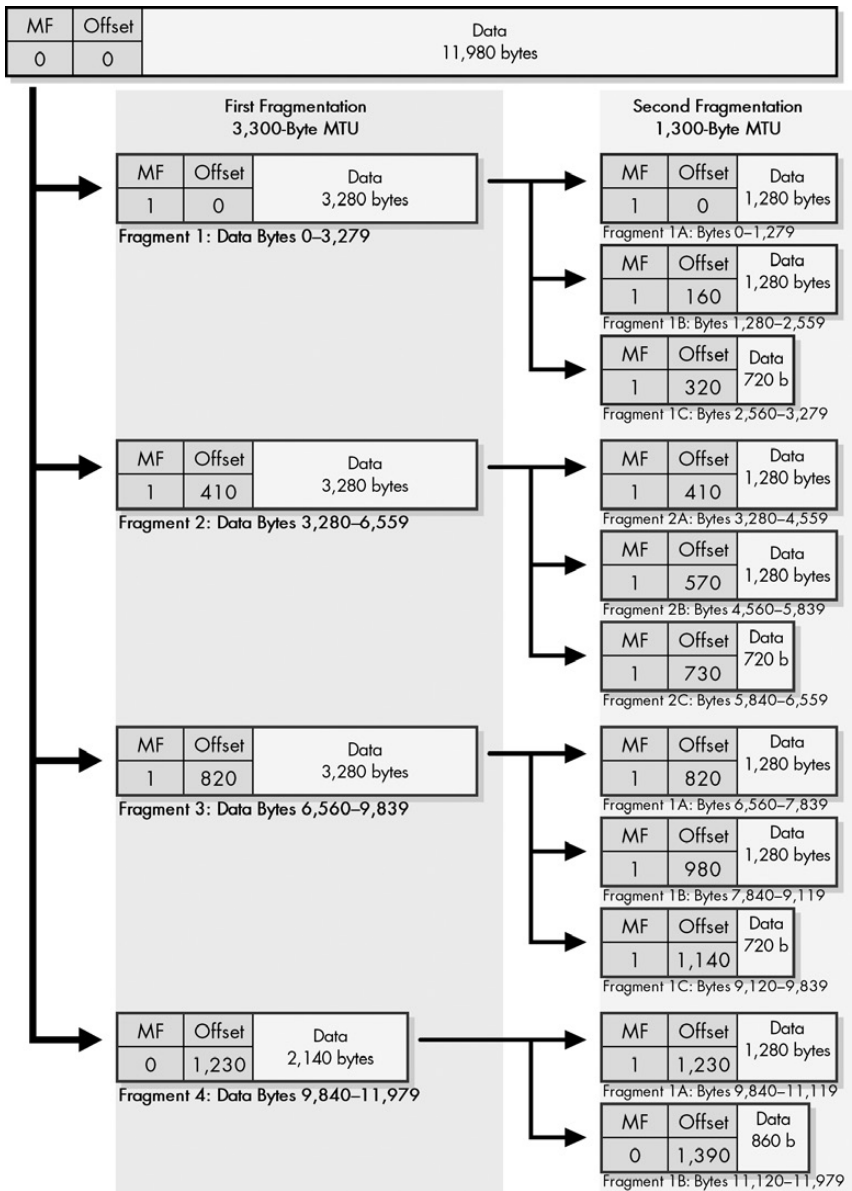 MF Offset Data
0 0 11,980 bytes
First Fragmentation
3,300-Byte MTU
Second Fragmentation
1,300-Byte MTU
MF Offset Data
1 0 3,280 bytes
Fragment 1: Data Bytes 0–3,279
MF Offset Data
1 0 1,280 bytes
Fragment 1A: Bytes 0–1,279
MF Offset Data
1 160 1,280 bytes
Fragment 1B: Bytes 1,280–2,559
MF Offset Data
1 320 720 b
Fragment 1C: Bytes 2,560–3,279
MF Offset Data
1 410 3,280 bytes
Fragment 2: Data Bytes 3,280–6,559
MF Offset Data
1 410 1,280 bytes
Fragment 2A: Bytes 3,280–4,559
MF Offset Data
1 570 1,280 bytes
Fragment 2B: Bytes 4,560–5,839
MF Offset Data
1 730 720 b
Fragment 2C: Bytes 5,840–6,559
MF Offset Data
1 820 3,280 bytes
Fragment 3: Data Bytes 6,560–9,839
MF Offset Data
1 820 1,280 bytes
Fragment 1A: Bytes 6,560–7,839
MF Offset Data
1 980 1,280 bytes
Fragment 1B: Bytes 7,840–9,119
MF Offset Data
1 1,140 720 b
Fragment 1C: Bytes 9,120–9,839
MF Offset Data
0 1,230 2,140 bytes
Fragment 4: Data Bytes 9,840–11,979
MF Offset Data
1 1,230 1,280 bytes
Fragment 1A: Bytes 9,840–11,119
MF Offset Data
0 1,390 860 b
Fragment 1B: Bytes 11,120–11,979